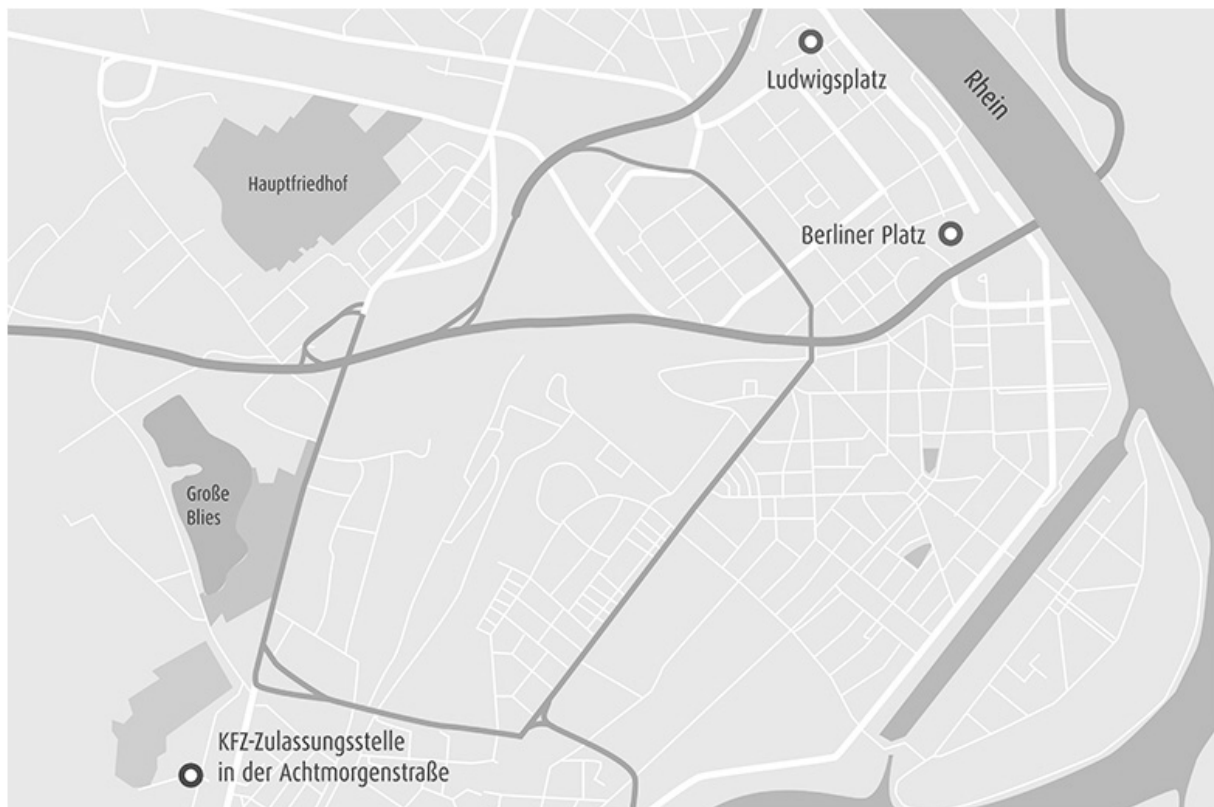 Ludwigsplatz
Rhein
Hauptfriedhof
Berliner Platz
Große
Blies
KFZ-Zulassungsstelle
in der Achtmorgenstraße